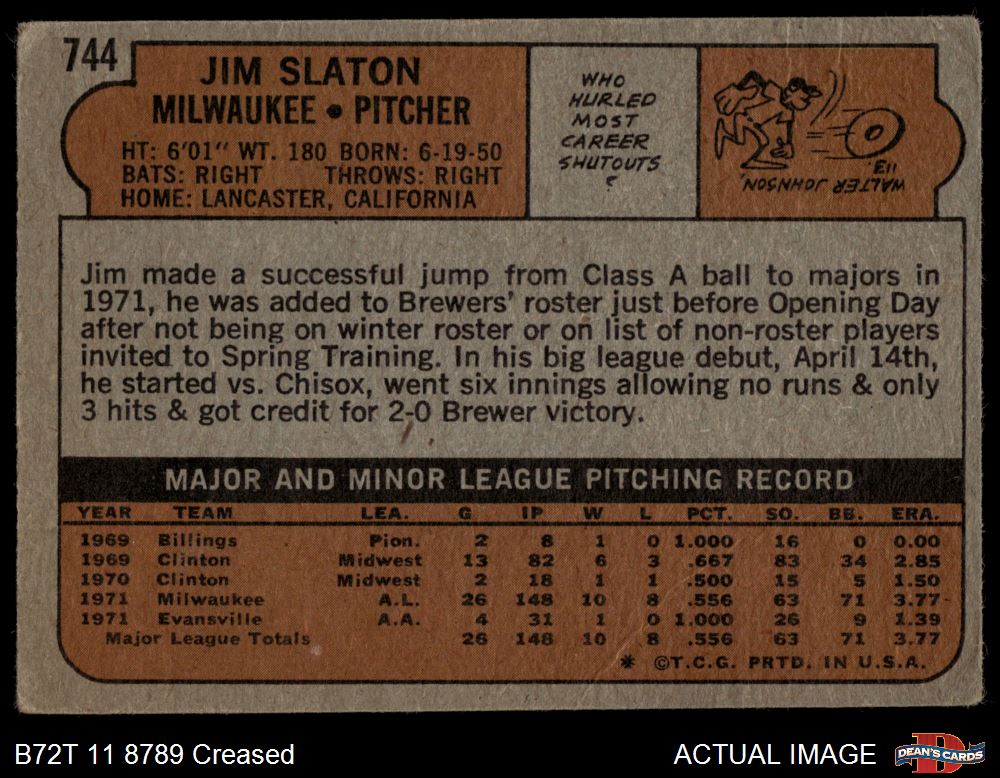 744
JIM SLATON
MILWAUKEE • PITCHER
HT: 6'01" WT. 180 BORN: 6-19-50
BATS: RIGHT THROWS: RIGHT
HOME: LANCASTER, CALIFORNIA
WHO
HURLED
MOST
CAREER
SHUTOUTS
?
WALTER JOHNSON,
113
Jim made a successful jump from Class A ball to majors in
1971, he was added to Brewers' roster just before Opening Day
after not being on winter roster or on list of non-roster players
invited to Spring Training. In his big league debut, April 14th,
he started vs. Chisox, went six innings allowing no runs & only
3 hits & got credit for 2-0 Brewer victory.
MAJOR AND MINOR LEAGUE PITCHING RECORD
YEAR TEAM LEA. G IP W L PCT. SO. BB. ERA.
1969 Billings Pion. 2 8 1 0 1.000 16 0 0.00
1969 Clinton Midwest 13 82 6 3 .667 83 34 2.85
1970 Clinton Midwest 2 18 1 1 .500 15 5 1.50
1971 Milwaukee A.L. 26 148 10 8 .556 63 71 3.77
1971 Evansville A.A. 4 31 1 0 1.000 26 9 1.39
Major League Totals 26 148 10 8 .556 63 71 3.77
* ©T.C.G. PRTD. IN U.S.A.
B72T 11 8789 Creased
ACTUAL IMAGE
DEAN'S CARDS